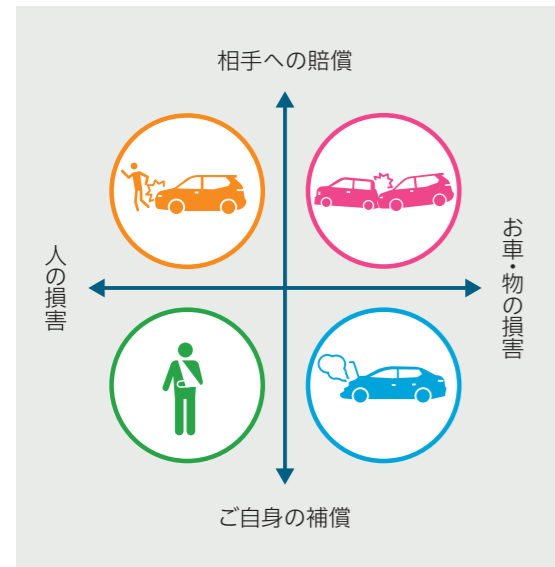 相手への賠償
人の損害
お車・物の損害
ご自身の補償